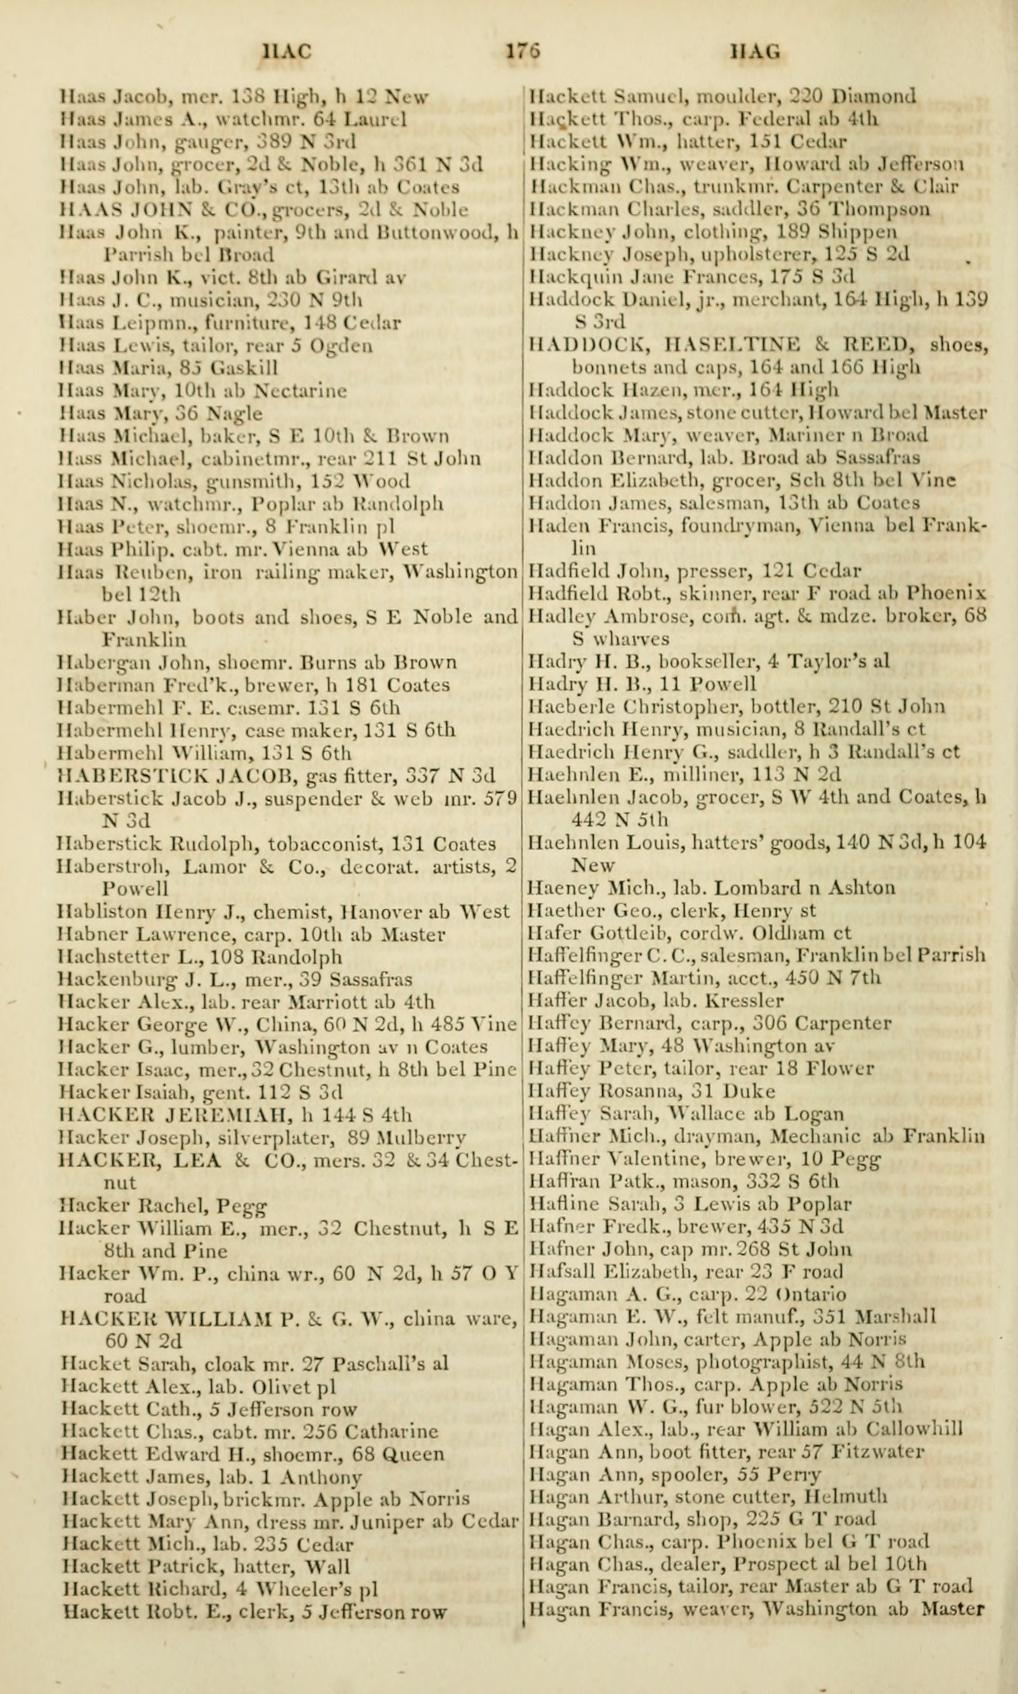 HAC
176
HAG
Haas Jacob, mer. 138 High, h 12 New
Haas James A., watchmr. 64 Laurel
Haas John, gauger, 389 N 3rd
Haas John, grocer, 2d & Noble, h 361 N 3d
Haas John, lab. Gray's ct, 13th ab Coates
HAAS JOHN & CO., grocers, 2d & Noble
Haas John K., painter, 9th and Buttonwood, h
Parrish bel Broad
Haas John K., vict. 8th ab Girard av
Haas J. C., musician, 230 N 9th
Haas Leipmn., furniture, 148 Cedar
Haas Lewis, tailor, rear 5 Ogden
Haas Maria, 85 Gaskill
Haas Mary, 10th ab Nectarine
Haas Mary, 36 Nagle
Haas Michael, baker, S E 10th & Brown
Hass Michael, cabinetmr., rear 211 St John
Haas Nicholas, gunsmith, 152 Wood
Haas N., watchmr., Poplar ab Randolph
Haas Peter, shoemr., 8 Franklin pl
Haas Philip. cabt. mr. Vienna ab West
Haas Reuben, iron railing maker, Washington
bel 12th
Haber John, boots and shoes, S E Noble and
Franklin
Habergan John, shoemr. Burns ab Brown
Haberman Fred'k., brewer, h 181 Coates
Habermehl F. E. casemr. 131 S 6th
Habermehl Henry, case maker, 131 S 6th
Habermehl William, 131 S 6th
HABERSTICK JACOB, gas fitter, 337 N 3d
Haberstick Jacob J., suspender & web mr. 579
N 3d
Haberstick Rudolph, tobacconist, 131 Coates
Haberstroh, Lamor & Co., decorat. artists, 2
Powell
Habliston Henry J., chemist, Hanover ab West
Habner Lawrence, carp. 10th ab Master
Hachstetter L., 108 Randolph
Hackenburg J. L., mer., 39 Sassafras
Hacker Alex., lab. rear Marriott ab 4th
Hacker George W., China, 60 N 2d, h 485 Vine
Hacker G., lumber, Washington av n Coates
Hacker Isaac, mer., 32 Chestnut, h 8th bel Pine
Hacker Isaiah, gent. 112 S 3d
HACKER JEREMIAH, h 144 S 4th
Hacker Joseph, silverplater, 89 Mulberry
HACKER, LEA & CO., mers. 32 & 34 Chest-
nut
Hacker Rachel, Pegg
Hacker William E., mer., 32 Chestnut, h S E
8th and Pine
Hacker Wm. P., china wr., 60 N 2d, h 57 O Y
road
HACKER WILLIAM P. & G. W., china ware,
60 N 2d
Hacket Sarah, cloak mr. 27 Paschall's al
Hackett Alex., lab. Olivet pl
Hackett Cath., 5 Jefferson row
Hackett Chas., cabt. mr. 256 Catharine
Hackett Edward H., shoemr., 68 Queen
Hackett James, lab. 1 Anthony
Hackett Joseph, brickmr. Apple ab Norris
Hackett Mary Ann, dress mr. Juniper ab Cedar
Hackett Mich., lab. 235 Cedar
Hackett Patrick, hatter, Wall
Hackett Richard, 4 Wheeler's pl
Hackett Robt. E., clerk, 5 Jefferson row
Hackett Samuel, moulder, 220 Diamond
Hackett Thos., carp. Federal ab 4th
Hackett Wm., hatter, 151 Cedar
Hacking Wm., weaver, Howard ab Jefferson
Hackman Chas., trunkmr. Carpenter & Clair
Hackman Charles, saddler, 36 Thompson
Hackney John, clothing, 189 Shippen
Hackney Joseph, upholsterer, 125 S 2d
Hackquin Jane Frances, 175 S 3d
Haddock Daniel, jr., merchant, 164 High, h 139
S 3rd
HADDOCK, HASELTINE & REED, shoes,
bonnets and caps, 164 and 166 High
Haddock Hazen, mer., 164 High
Haddock James, stone cutter, Howard bel Master
Haddock Mary, weaver, Mariner n Broad
Haddon Bernard, lab. Broad ab Sassafras
Haddon Elizabeth, grocer, Sch 8th bel Vine
Haddon James, salesman, 13th ab Coates
Haden Francis, foundryman, Vienna bel Frank-
lin
Hadfield John, presser, 121 Cedar
Hadfield Robt., skinner, rear F road ab Phoenix
Hadley Ambrose, com. agt. & mdze. broker, 68
S wharves
Hadry H. B., bookseller, 4 Taylor's al
Hadry H. B., 11 Powell
Haeberle Christopher, bottler, 210 St John
Haedrich Henry, musician, 8 Randall's ct
Haedrich Henry G., saddler, h 3 Randall's ct
Haehnlen E., milliner, 113 N 2d
Haehnlen Jacob, grocer, S W 4th and Coates, h
442 N 5th
Haehnlen Louis, hatters' goods, 140 N 3d, h 104
New
Haeney Mich., lab. Lombard n Ashton
Haether Geo., clerk, Henry st
Hafer Gottleib, cordw. Oldham ct
Haffelfinger C. C., salesman, Franklin bel Parrish
Haffelfinger Martin, acct., 450 N 7th
Haffer Jacob, lab. Kressler
Haffey Bernard, carp., 306 Carpenter
Haffey Mary, 48 Washington av
Haffey Peter, tailor, rear 18 Flower
Haffey Rosanna, 31 Duke
Haffey Sarah, Wallace ab Logan
Haffner Mich., drayman, Mechanic ab Franklin
Haffner Valentine, brewer, 10 Pegg
Haffran Patk., mason, 332 S 6th
Hafline Sarah, 3 Lewis ab Poplar
Hafner Fredk., brewer, 435 N 3d
Hafner John, cap mr. 268 St John
Hafsall Elizabeth, rear 23 F road
Hagaman A. G., carp. 22 Ontario
Hagaman E. W., felt manuf., 351 Marshall
Hagaman John, carter, Apple ab Norris
Hagaman Moses, photographist, 44 N 8th
Hagaman Thos., carp. Apple ab Norris
Hagaman W. G., fur blower, 522 N 5th
Hagan Alex., lab., rear William ab Callowhill
Hagan Ann, boot fitter, rear 57 Fitzwater
Hagan Ann, spooler, 55 Perry
Hagan Arthur, stone cutter, Helmuth
Hagan Barnard, shop, 225 G T road
Hagan Chas., carp. Phoenix bel G T road
Hagan Chas., dealer, Prospect al bel 10th
Hagan Francis, tailor, rear Master ab G T road
Hagan Francis, weaver, Washington ab Master